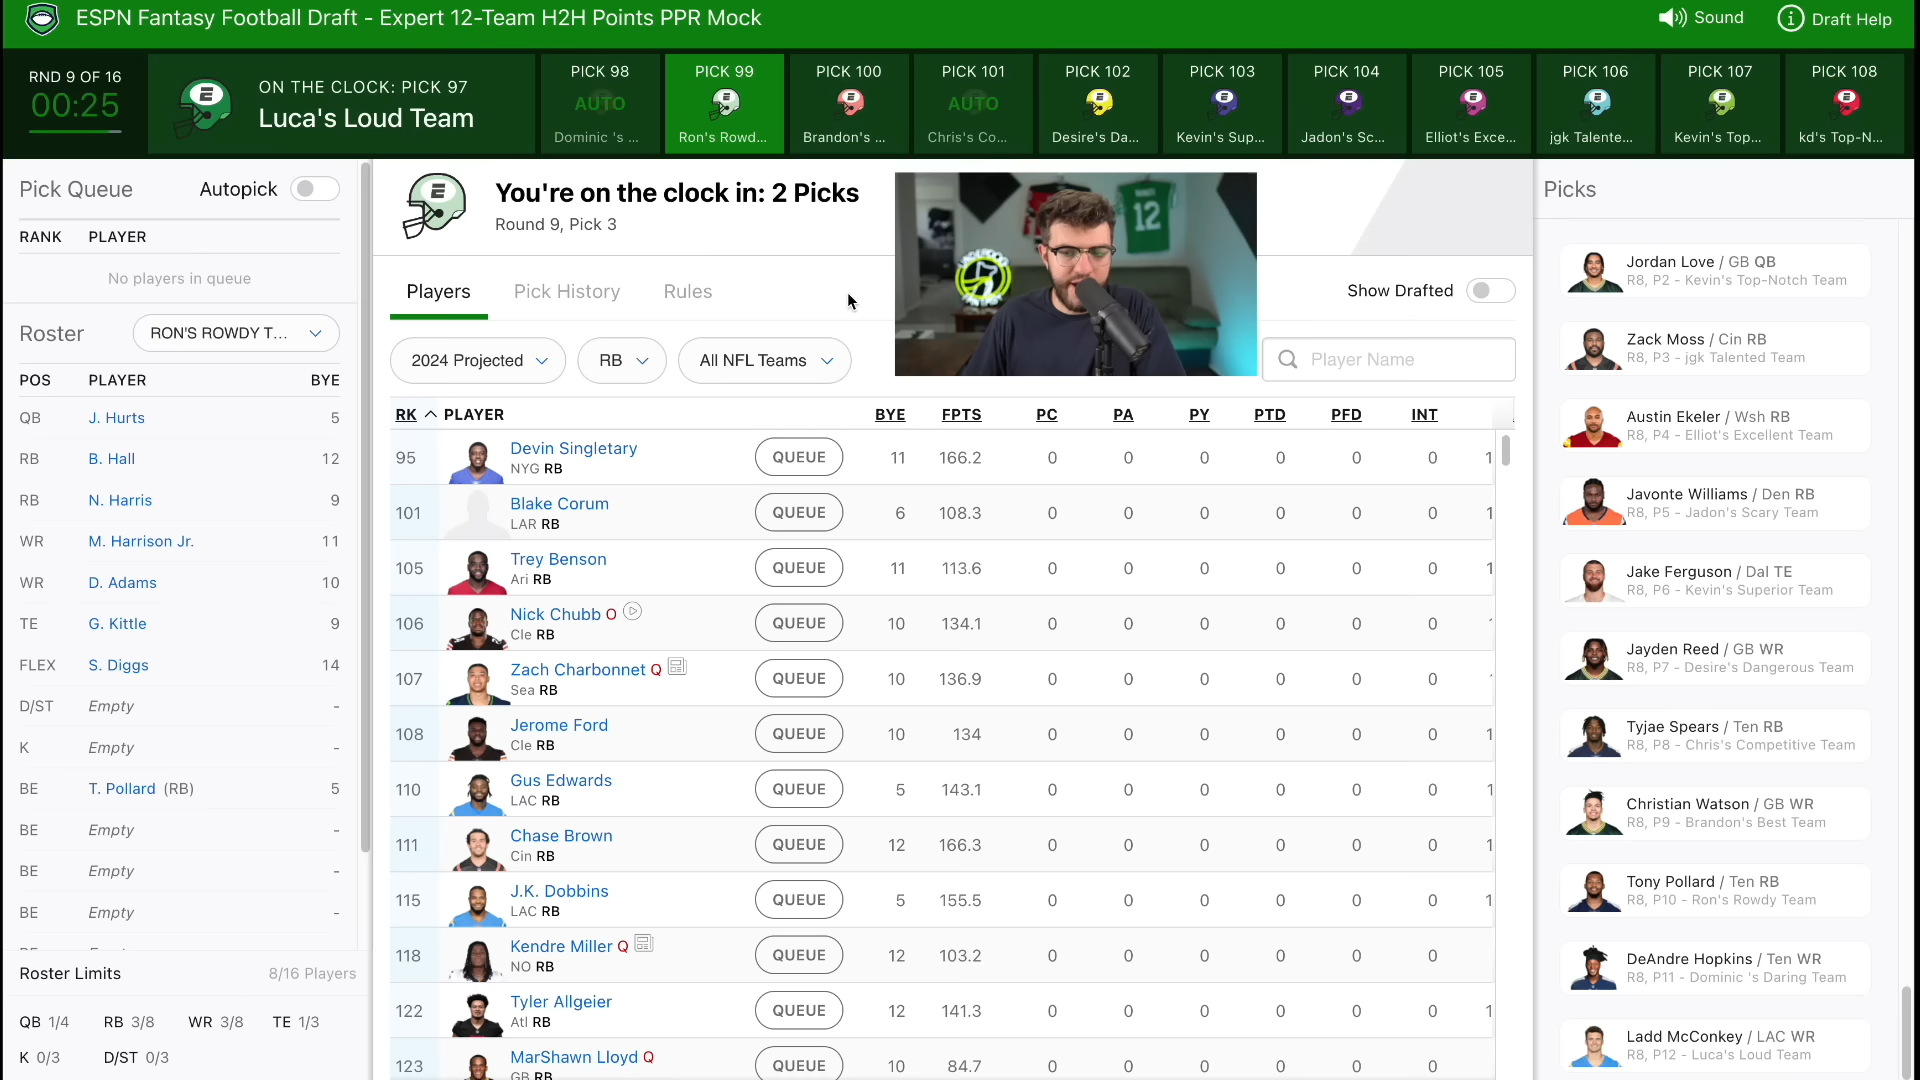 ESPN Fantasy Football Draft - Expert 12-Team H2H Points PPR Mock
Sound
Draft Help
RND 9 OF 16
00:25
ON THE CLOCK: PICK 97
Luca's Loud Team
PICK 98
AUTO
Dominic 's ...
PICK 99
Ron's Rowd...
PICK 100
Brandon's ...
PICK 101
AUTO
Chris's Co...
PICK 102
Desire's Da...
PICK 103
Kevin's Sup...
PICK 104
Jadon's Sc...
PICK 105
Elliot's Exce...
PICK 106
jgk Talente...
PICK 107
Kevin's Top...
PICK 108
kd's Top-N...
Pick Queue
Autopick
RANK PLAYER
No players in queue
Roster
RON'S ROWDY T...
POS PLAYER BYE
QB J. Hurts 5
RB B. Hall 12
RB N. Harris 9
WR M. Harrison Jr. 11
WR D. Adams 10
TE G. Kittle 9
FLEX S. Diggs 14
D/ST Empty -
K Empty -
BE T. Pollard (RB) 5
BE Empty -
BE Empty -
BE Empty -
Roster Limits 8/16 Players
QB 1/4 RB 3/8 WR 3/8 TE 1/3
K 0/3 D/ST 0/3
You're on the clock in: 2 Picks
Round 9, Pick 3
12
Players
Pick History
Rules
Show Drafted
2024 Projected
RB
All NFL Teams
Player Name
RK PLAYER BYE FPTS PC PA PY PTD PFD INT
95 Devin Singletary QUEUE 11 166.2 0 0 0 0 0 0 1
NYG RB
101 Blake Corum QUEUE 6 108.3 0 0 0 0 0 0 1
LAR RB
105 Trey Benson QUEUE 11 113.6 0 0 0 0 0 0 1
Ari RB
106 Nick Chubb O QUEUE 10 134.1 0 0 0 0 0 0
Cle RB
107 Zach Charbonnet Q QUEUE 10 136.9 0 0 0 0 0 0
Sea RB
108 Jerome Ford QUEUE 10 134 0 0 0 0 0 0 1
Cle RB
110 Gus Edwards QUEUE 5 143.1 0 0 0 0 0 0 1
LAC RB
111 Chase Brown QUEUE 12 166.3 0 0 0 0 0 0 1
Cin RB
115 J.K. Dobbins QUEUE 5 155.5 0 0 0 0 0 0 1
LAC RB
118 Kendre Miller Q QUEUE 12 103.2 0 0 0 0 0 0
NO RB
122 Tyler Allgeier QUEUE 12 141.3 0 0 0 0 0 0 1
Atl RB
123 MarShawn Lloyd Q QUEUE 10 84.7 0 0 0 0 0 0
GB RB
Picks
Jordan Love / GB QB
R8, P2 - Kevin's Top-Notch Team
Zack Moss / Cin RB
R8, P3 - jgk Talented Team
Austin Ekeler / Wsh RB
R8, P4 - Elliot's Excellent Team
Javonte Williams / Den RB
R8, P5 - Jadon's Scary Team
Jake Ferguson / Dal TE
R8, P6 - Kevin's Superior Team
Jayden Reed / GB WR
R8, P7 - Desire's Dangerous Team
Tyjae Spears / Ten RB
R8, P8 - Chris's Competitive Team
Christian Watson / GB WR
R8, P9 - Brandon's Best Team
Tony Pollard / Ten RB
R8, P10 - Ron's Rowdy Team
DeAndre Hopkins / Ten WR
R8, P11 - Dominic 's Daring Team
Ladd McConkey / LAC WR
R8, P12 - Luca's Loud Team